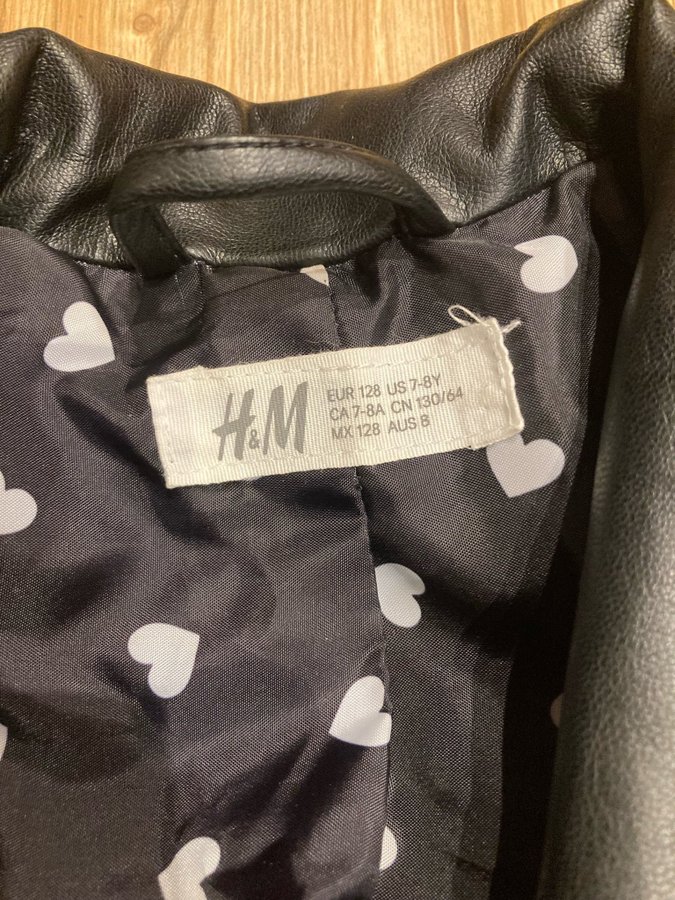 H&M
EUR 128 US 7-8Y
CA 7-8A CN 130/64
MX 128 AUS 8